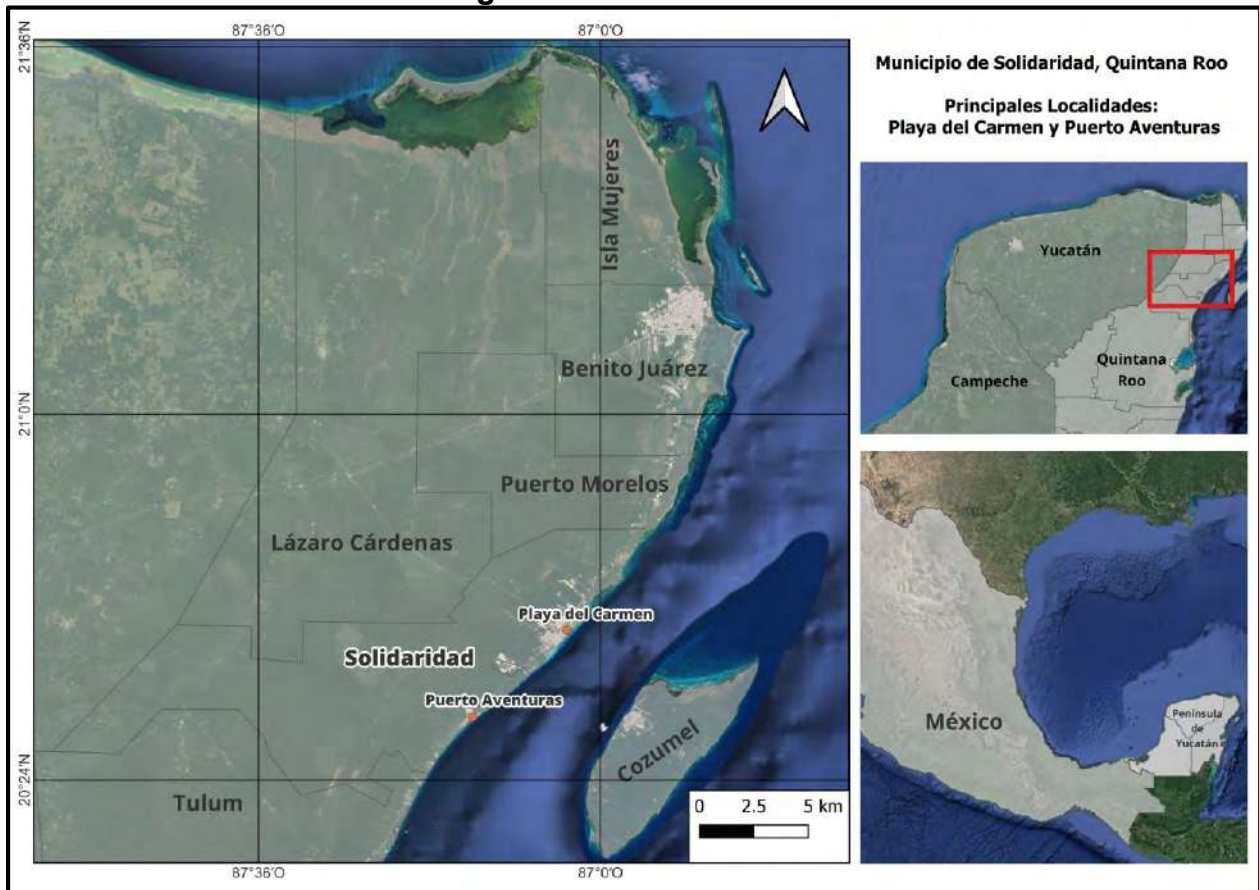 87°36'O
87°0'O
21°36'N
Isla Mujeres
Benito Juárez
21°0'N
Puerto Morelos
Lázaro Cárdenas
Playa del Carmen
Solidaridad
Puerto Aventuras
Cozumel
20°24'N
Tulum
0 2.5 5 km
87°36'O
87°0'O
Municipio de Solidaridad, Quintana Roo
Principales Localidades:
Playa del Carmen y Puerto Aventuras
Yucatán
Quintana
Roo
Campeche
México
Península
de
Yucatán